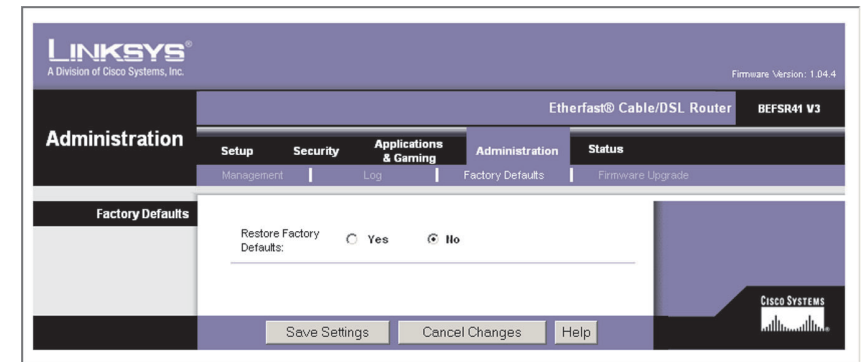 LINKSYS®
A Division of Cisco Systems, Inc.
Firmware Version: 1.04.4
Etherfast® Cable/DSL Router BEFSR41 V3
Administration
Setup Security Applications & Gaming Administration Status
Management Log Factory Defaults Firmware Upgrade
Factory Defaults
Restore Factory
Defaults:
Yes No
CISCO SYSTEMS
Save Settings Cancel Changes Help